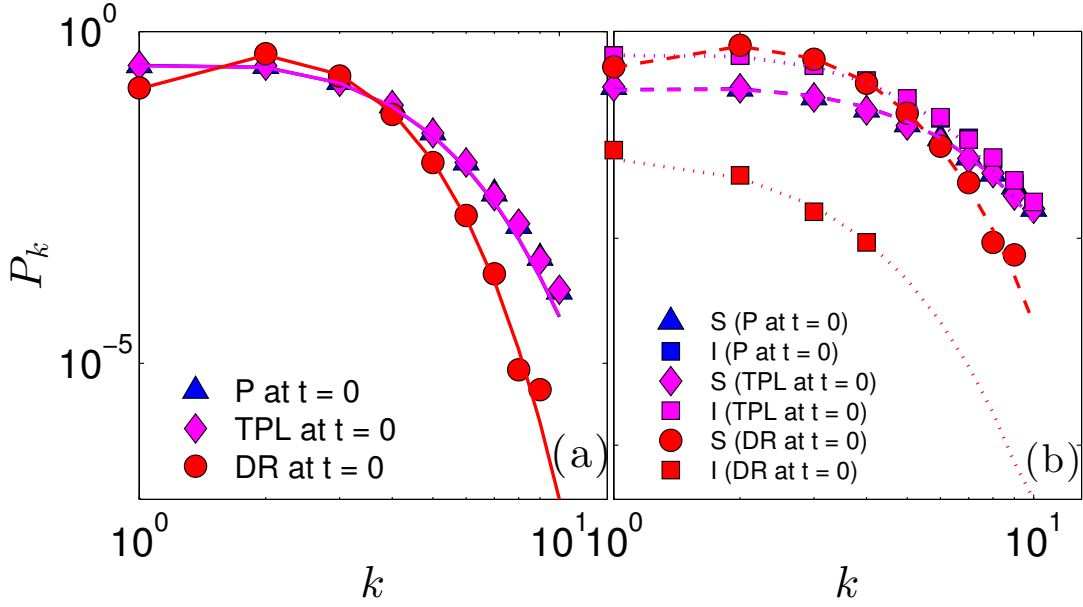 10^0
P_k
10^-5
P at t = 0
TPL at t = 0
DR at t = 0
(a)
10^0
10^1
k
S (P at t = 0)
I (P at t = 0)
S (TPL at t = 0)
I (TPL at t = 0)
S (DR at t = 0)
I (DR at t = 0)
(b)
10^0
10^1
k